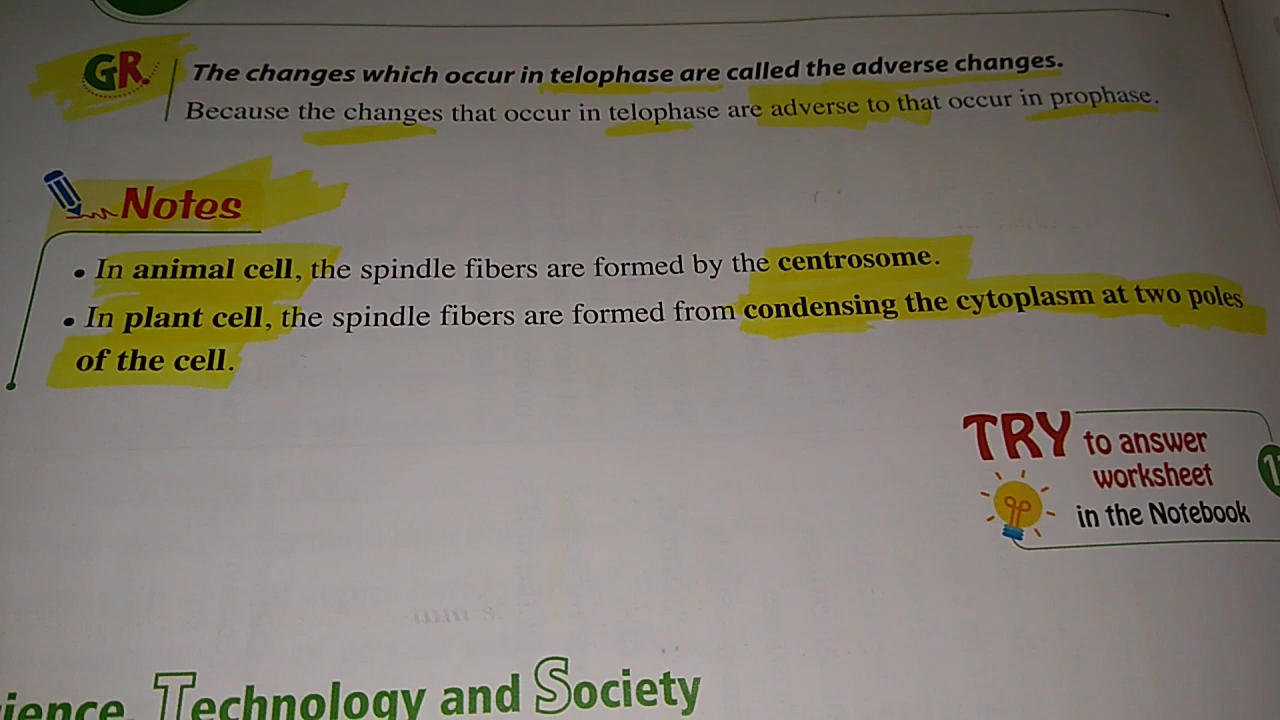 GR. The changes which occur in telophase are called the adverse changes.
Because the changes that occur in telophase are adverse to that occur in prophase.
Notes
• In animal cell, the spindle fibers are formed by the centrosome.
• In plant cell, the spindle fibers are formed from condensing the cytoplasm at two poles
of the cell.
TRY to answer
worksheet
in the Notebook
Technology and Society